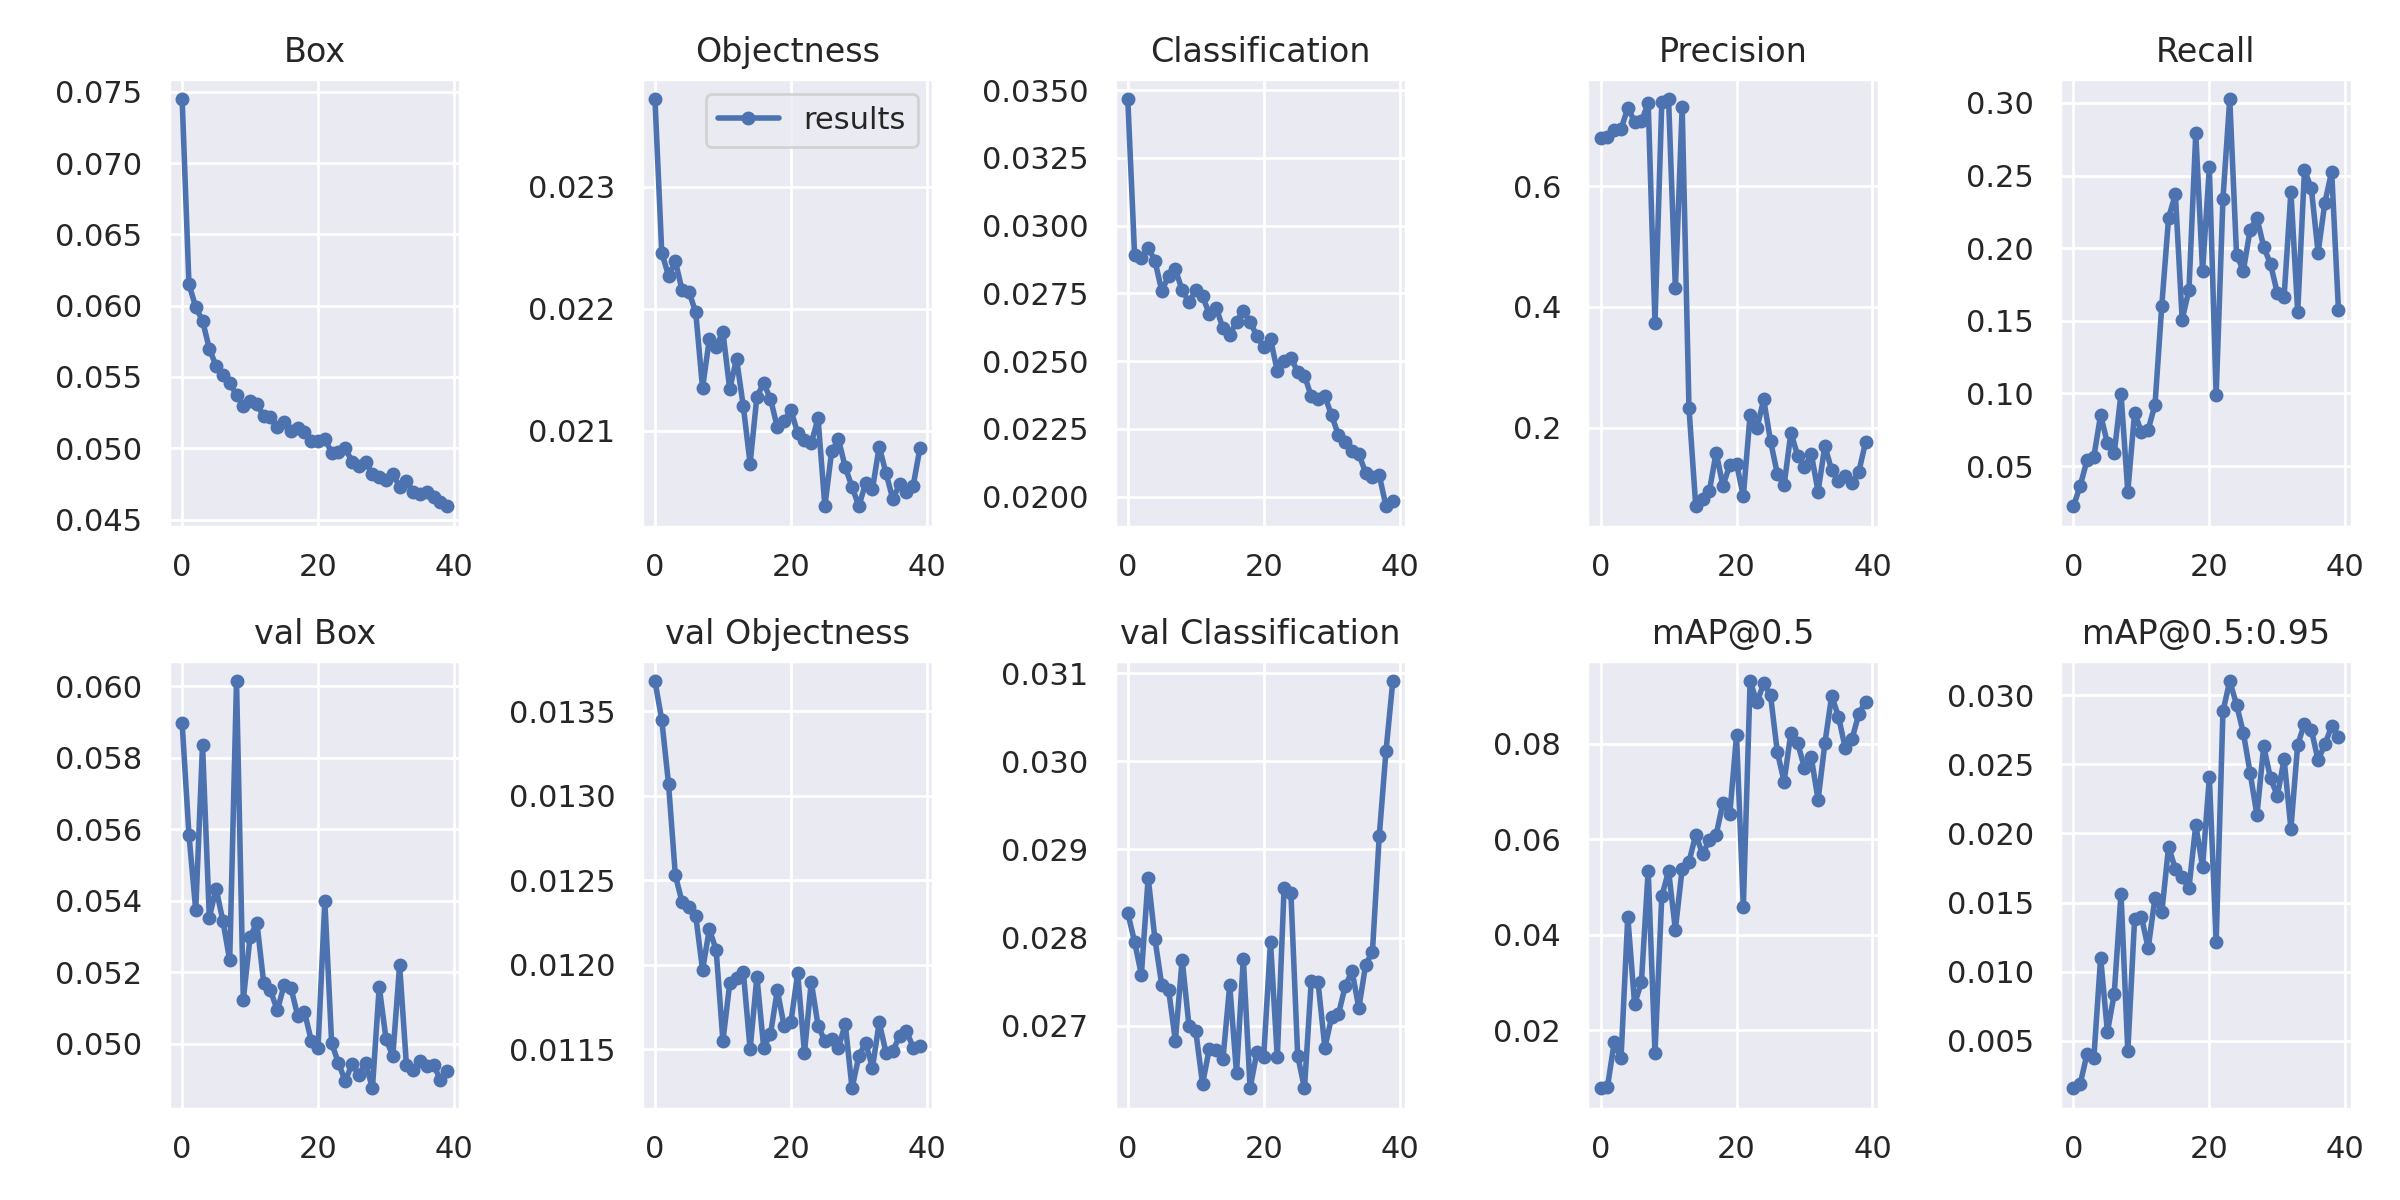 Box
0.075
0.070
0.065
0.060
0.055
0.050
0.045
0 20 40
Objectness
results
0.023
0.022
0.021
0 20 40
Classification
0.0350
0.0325
0.0300
0.0275
0.0250
0.0225
0.0200
0 20 40
Precision
0.6
0.4
0.2
0 20 40
Recall
0.30
0.25
0.20
0.15
0.10
0.05
0 20 40
val Box
0.060
0.058
0.056
0.054
0.052
0.050
0 20 40
val Objectness
0.0135
0.0130
0.0125
0.0120
0.0115
0 20 40
val Classification
0.031
0.030
0.029
0.028
0.027
0 20 40
mAP@0.5
0.08
0.06
0.04
0.02
0 20 40
mAP@0.5:0.95
0.030
0.025
0.020
0.015
0.010
0.005
0 20 40